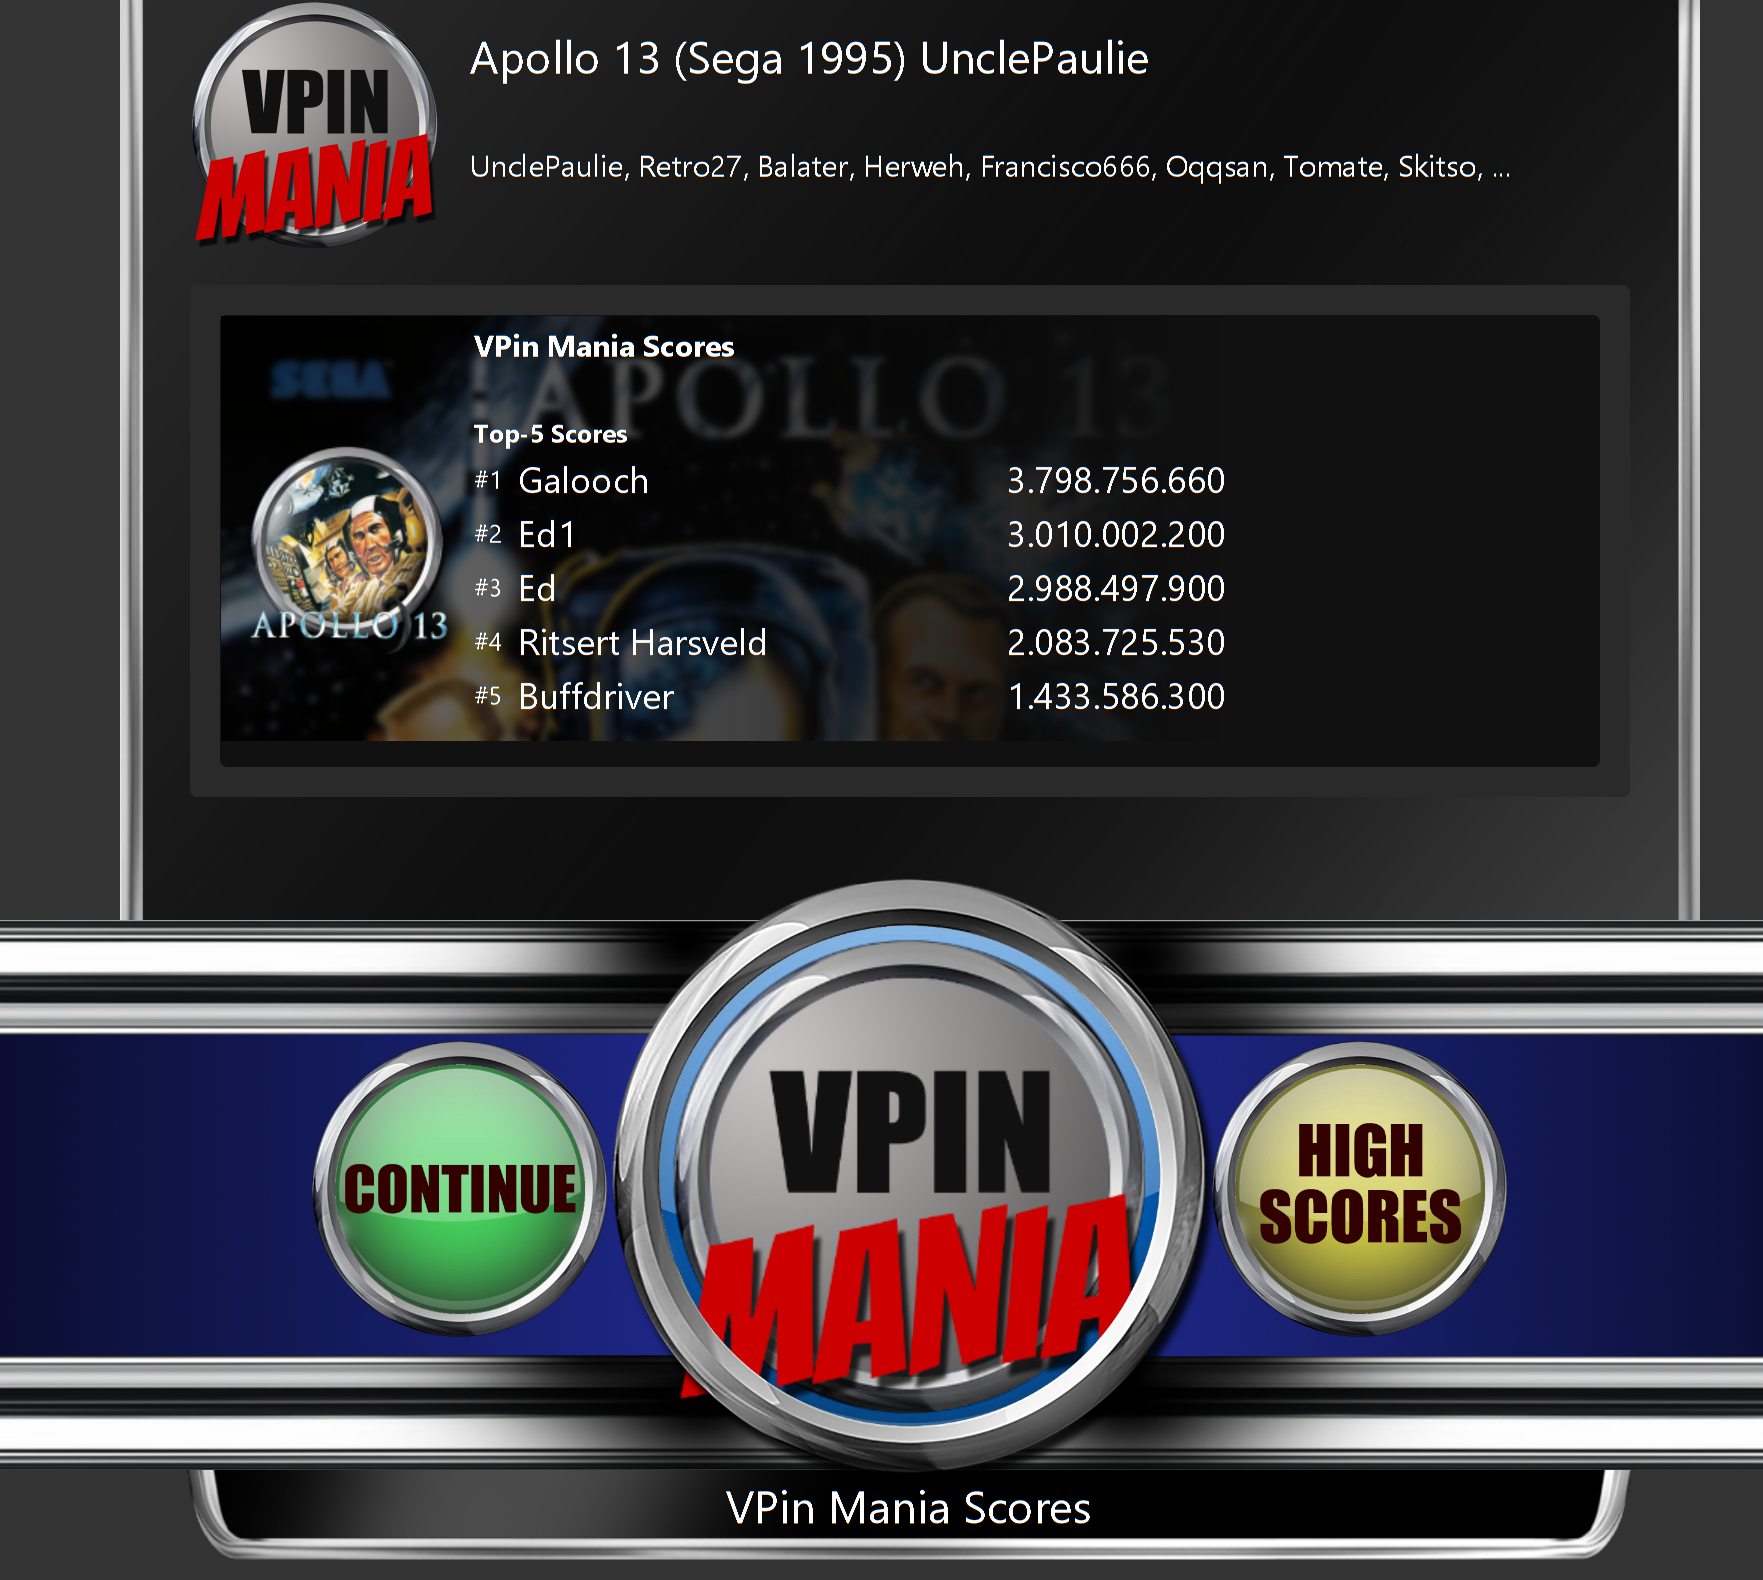 VPIN
MANIA
Apollo 13 (Sega 1995) UnclePaulie
UnclePaulie, Retro27, Balater, Herweh, Francisco666, Oqqsan, Tomate, Skitso, ...
VPin Mania Scores
SEGA
APOLLO 13
Top-5 Scores
#1 Galooch 3.798.756.660
#2 Ed1 3.010.002.200
#3 Ed 2.988.497.900
#4 Ritsert Harsveld 2.083.725.530
#5 Buffdriver 1.433.586.300
APOLLO 13
CONTINUE
VPIN
MANIA
HIGH
SCORES
VPin Mania Scores